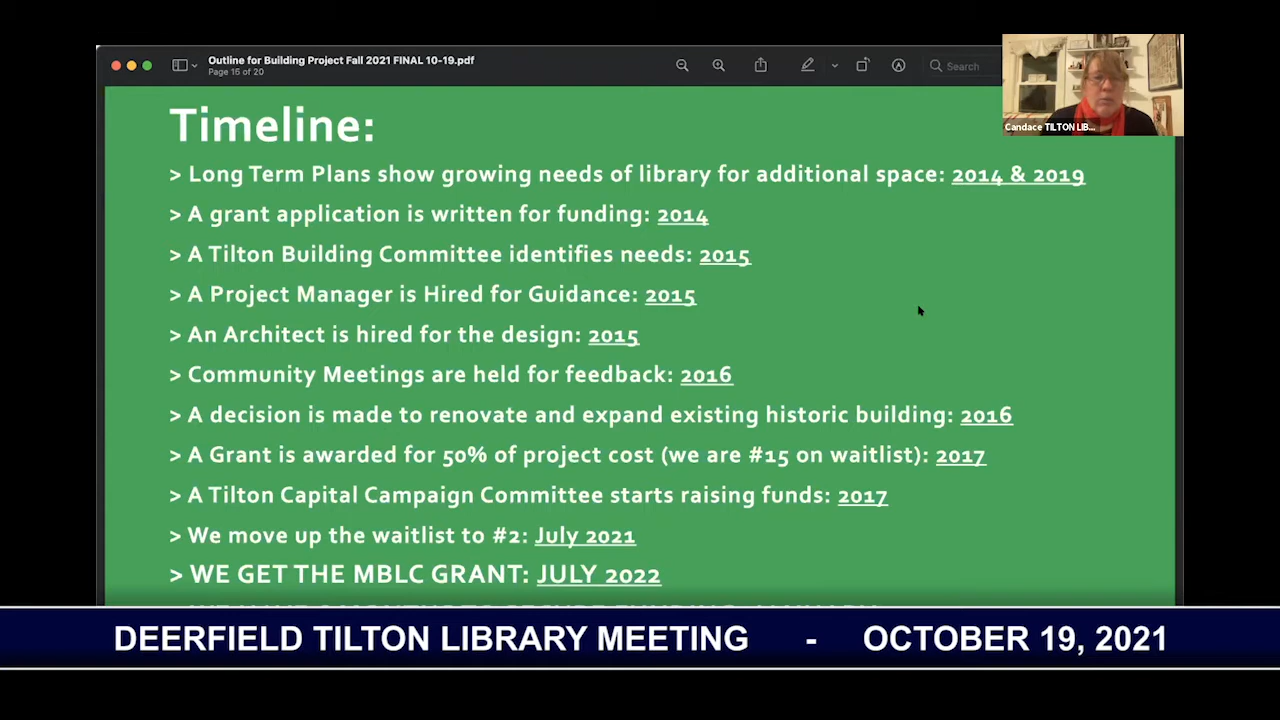 Outline for Building Project Fall 2021 FINAL 10-19.pdf
Page 15 of 20
Search
Candace TILTON LIB...
Timeline:
> Long Term Plans show growing needs of library for additional space: 2014 & 2019
> A grant application is written for funding: 2014
> A Tilton Building Committee identifies needs: 2015
> A Project Manager is Hired for Guidance: 2015
> An Architect is hired for the design: 2015
> Community Meetings are held for feedback: 2016
> A decision is made to renovate and expand existing historic building: 2016
> A Grant is awarded for 50% of project cost (we are #15 on waitlist): 2017
> A Tilton Capital Campaign Committee starts raising funds: 2017
> We move up the waitlist to #2: July 2021
> WE GET THE MBLC GRANT: JULY 2022
DEERFIELD TILTON LIBRARY MEETING - OCTOBER 19, 2021